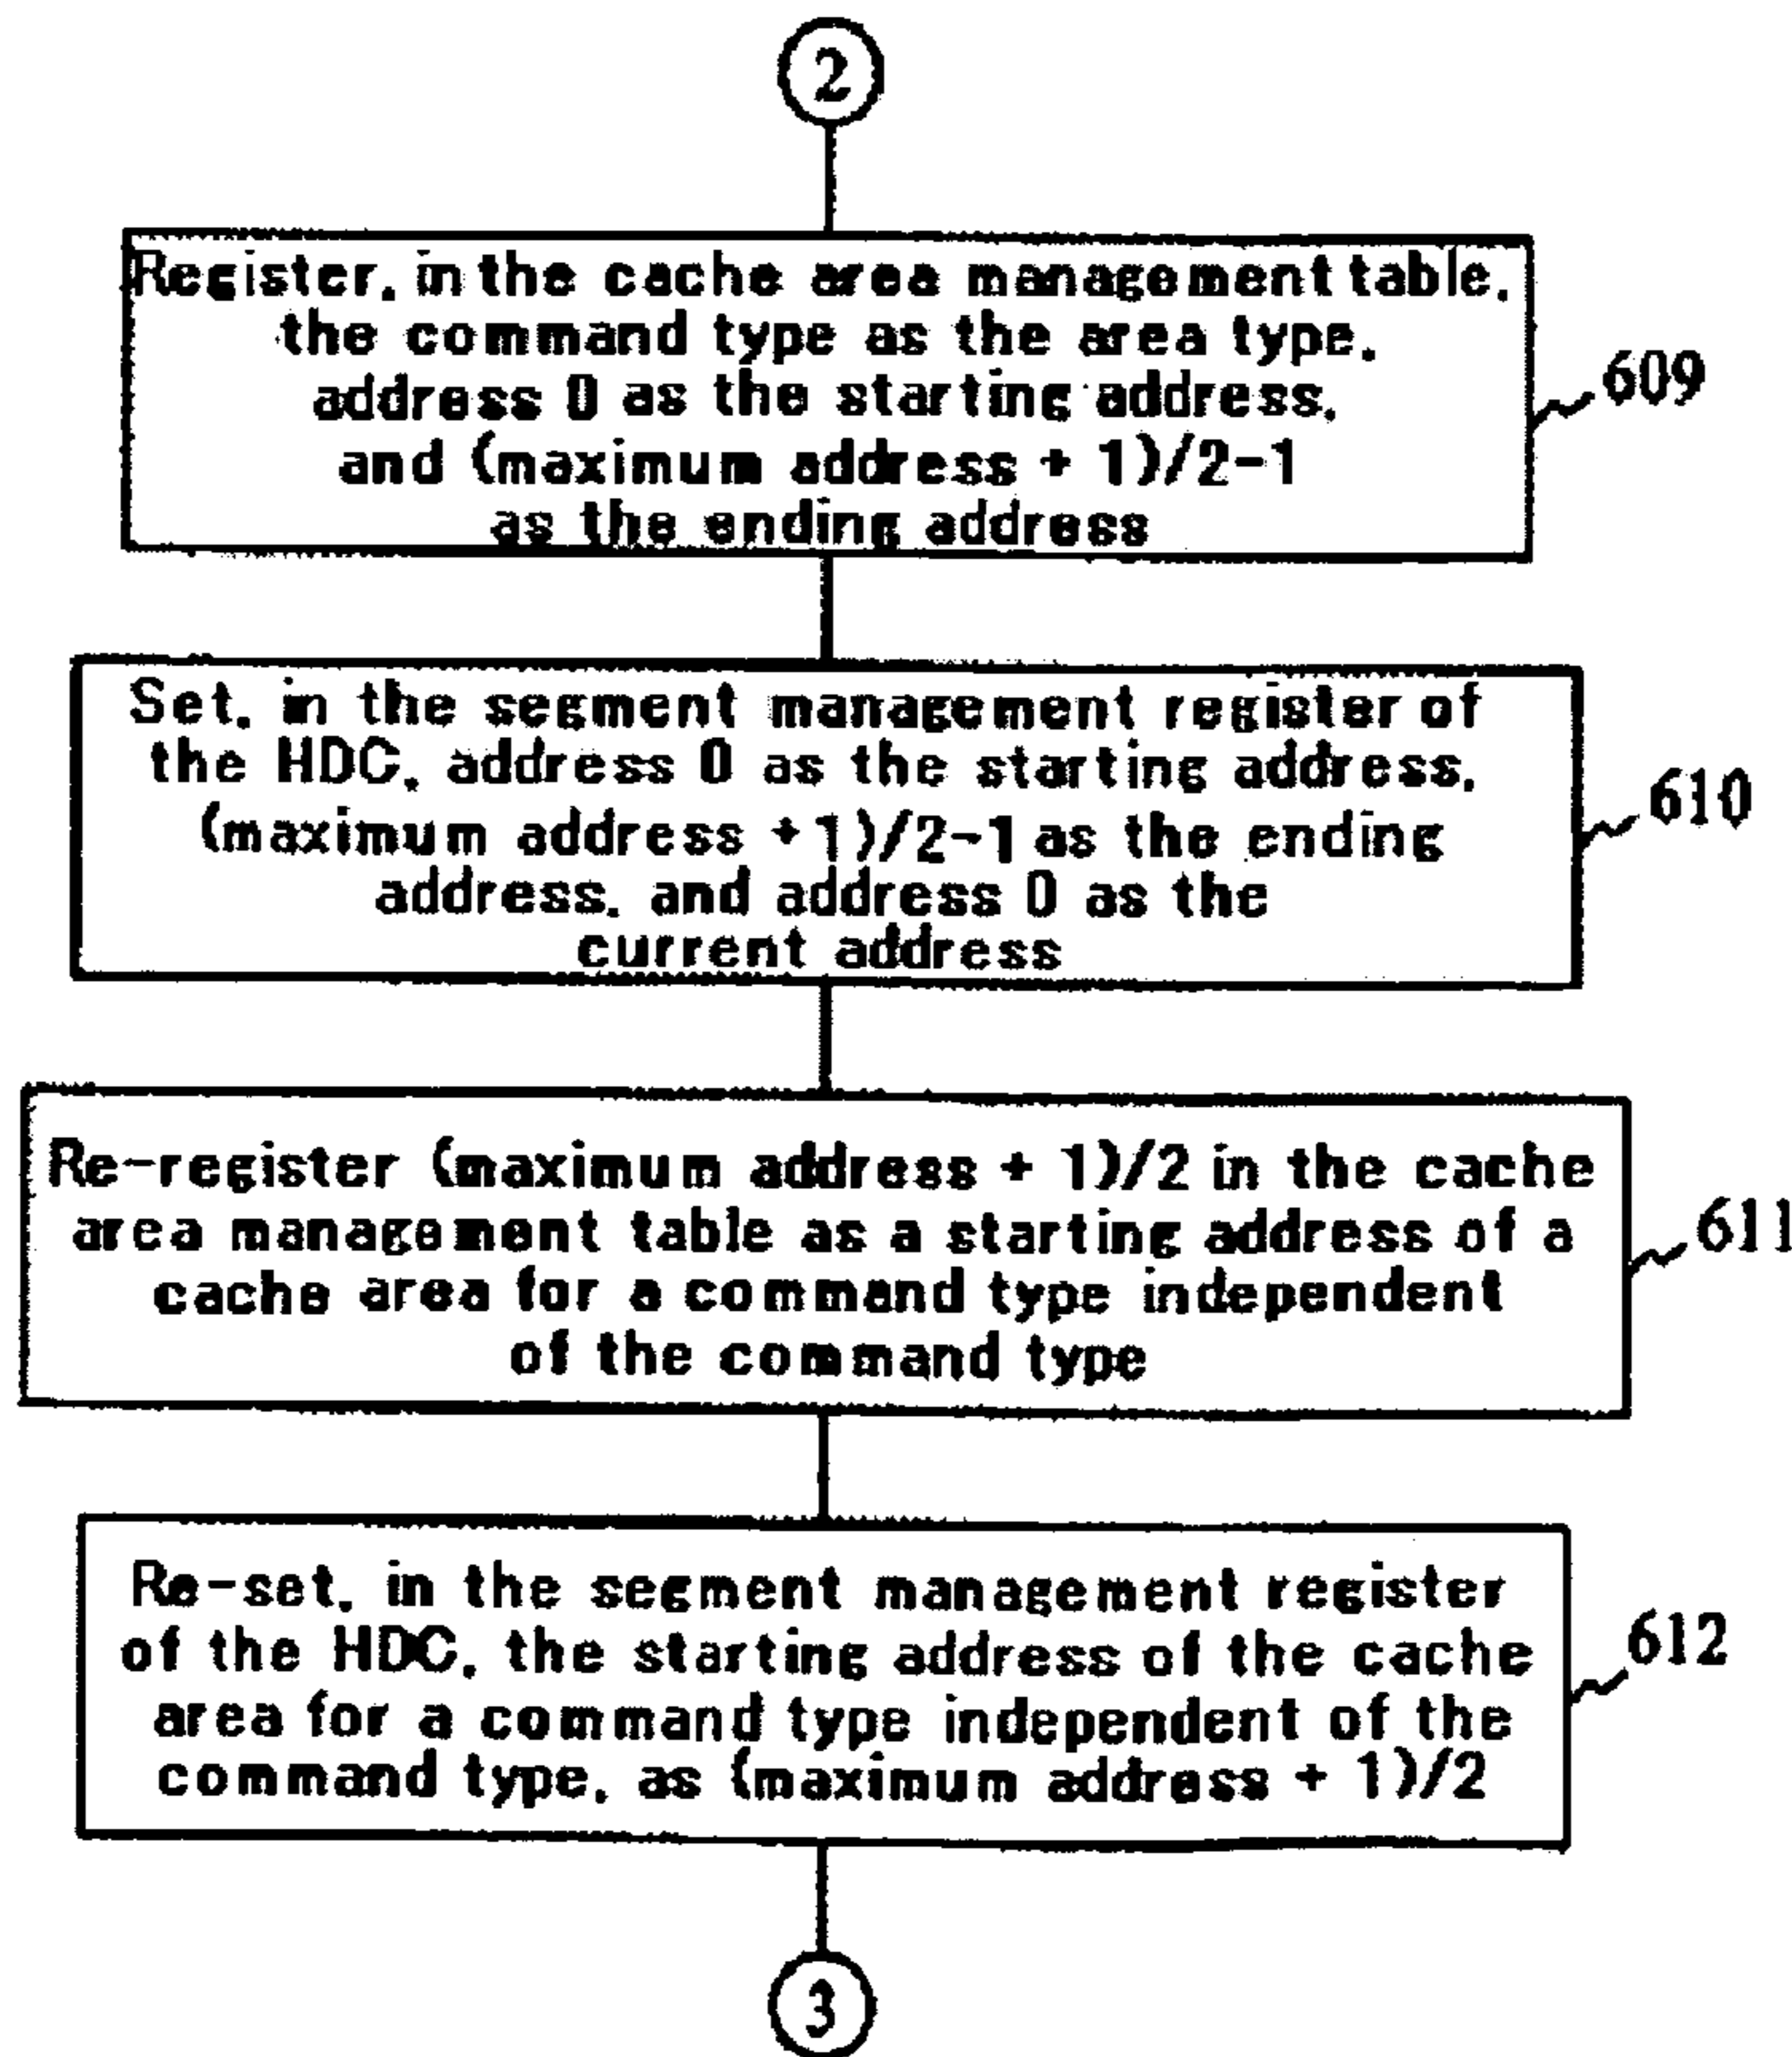 2
Register, in the cache area management table,
the command type as the area type,
address 0 as the starting address,
and (maximum address + 1)/2-1
as the ending address
609
Set, in the segment management register of
the HDC, address 0 as the starting address,
(maximum address +1)/2-1 as the ending
address, and address 0 as the
current address
610
Re-register (maximum address + 1)/2 in the cache
area management table as a starting address of a
cache area for a command type independent
of the command type
611
Re-set, in the segment management register
of the HDC, the starting address of the cache
area for a command type independent of the
command type, as (maximum address + 1)/2
612
3